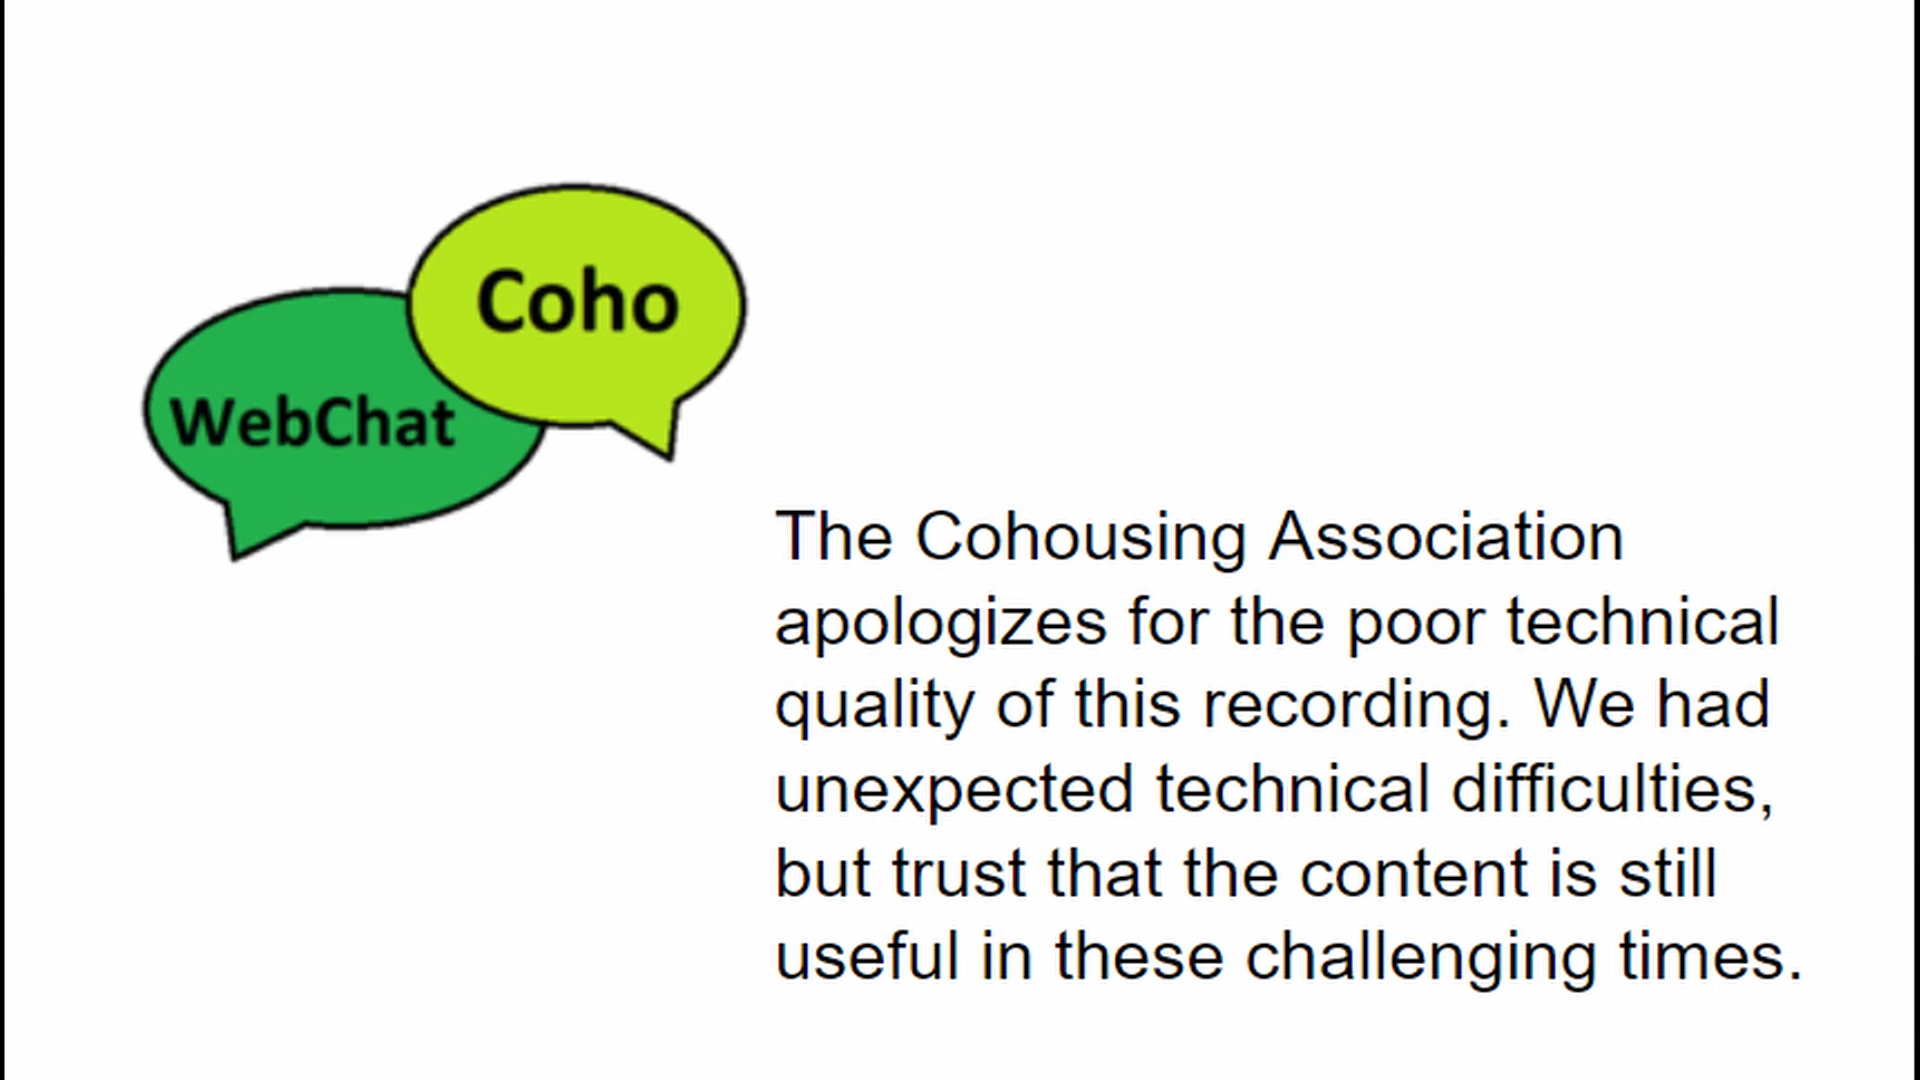 Coho
WebChat
The Cohousing Association
apologizes for the poor technical
quality of this recording. We had
unexpected technical difficulties,
but trust that the content is still
useful in these challenging times.